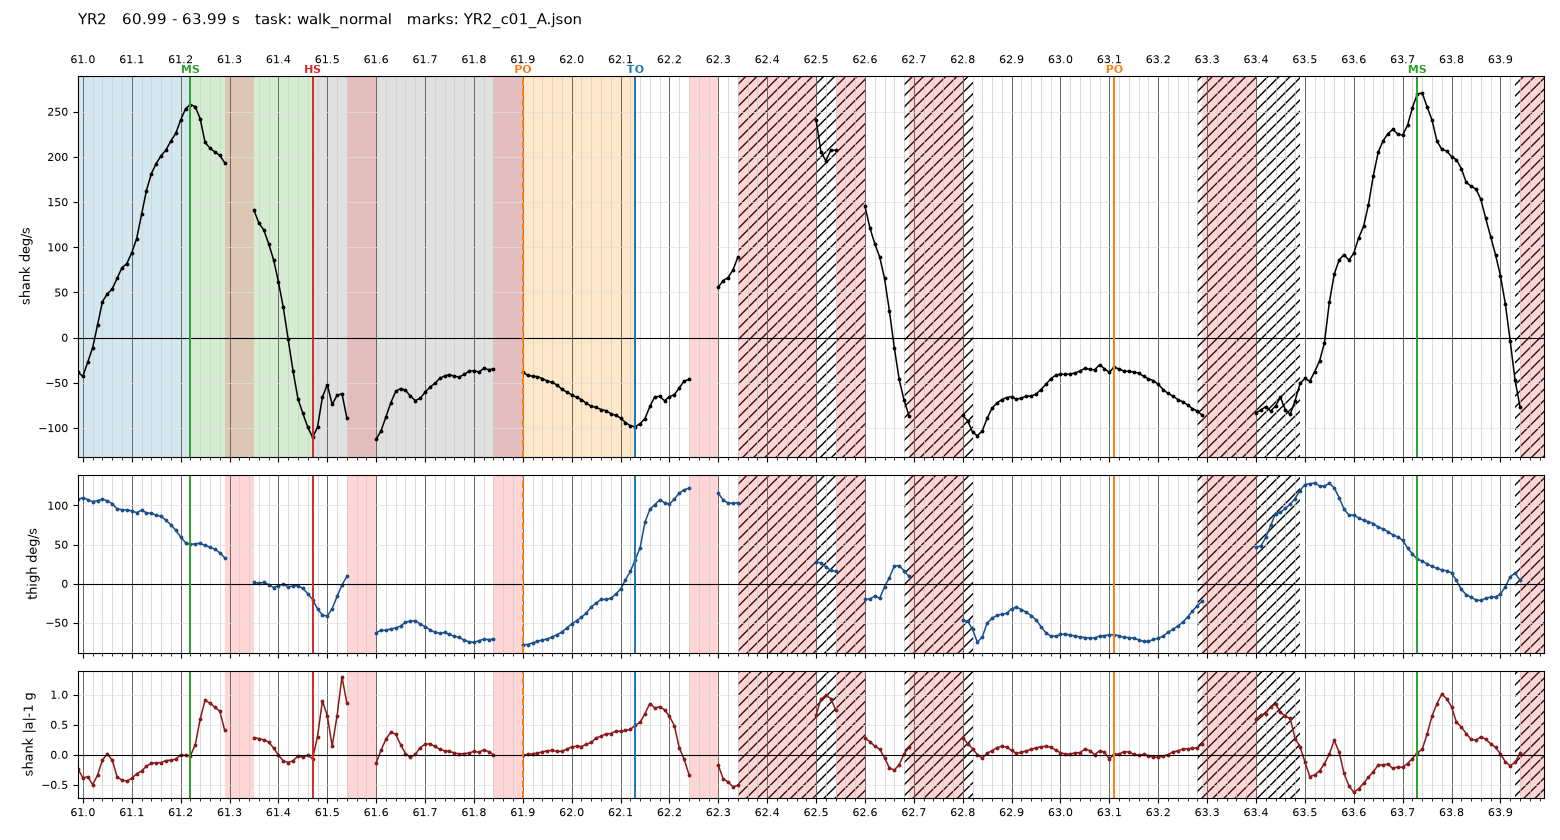 YR2 60.99 - 63.99 s task: walk_normal marks: YR2_c01_A.json
61.0 61.1 61.2 61.3 61.4 61.5 61.6 61.7 61.8 61.9 62.0 62.1 62.2 62.3 62.4 62.5 62.6 62.7 62.8 62.9 63.0 63.1 63.2 63.3 63.4 63.5 63.6 63.7 63.8 63.9
MS HS PO TO PO MS
shank deg/s
250
200
150
100
50
0
−50
−100
thigh deg/s
100
50
0
−50
shank |a|-1 g
1.0
0.5
0.0
−0.5
61.0 61.1 61.2 61.3 61.4 61.5 61.6 61.7 61.8 61.9 62.0 62.1 62.2 62.3 62.4 62.5 62.6 62.7 62.8 62.9 63.0 63.1 63.2 63.3 63.4 63.5 63.6 63.7 63.8 63.9